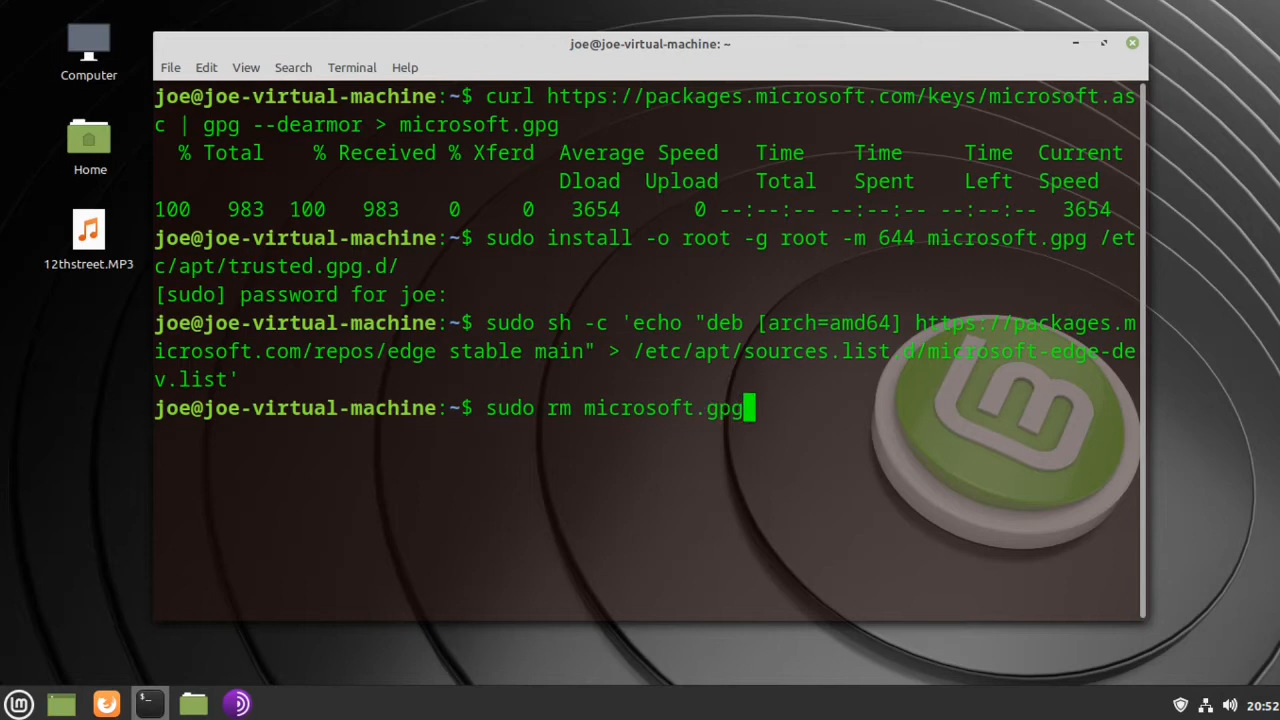 joe@joe-virtual-machine: ~
File Edit View Search Terminal Help
Computer
Home
12thstreet.MP3
joe@joe-virtual-machine:~$ curl https://packages.microsoft.com/keys/microsoft.as
c | gpg --dearmor > microsoft.gpg
% Total % Received % Xferd Average Speed Time Time Time Current
Dload Upload Total Spent Left Speed
100 983 100 983 0 0 3654 0 --:--:-- --:--:-- --:--:-- 3654
joe@joe-virtual-machine:~$ sudo install -o root -g root -m 644 microsoft.gpg /et
c/apt/trusted.gpg.d/
[sudo] password for joe:
joe@joe-virtual-machine:~$ sudo sh -c 'echo "deb [arch=amd64] https://packages.m
icrosoft.com/repos/edge stable main" > /etc/apt/sources.list.d/microsoft-edge-de
v.list'
joe@joe-virtual-machine:~$ sudo rm microsoft.gpg
20:52